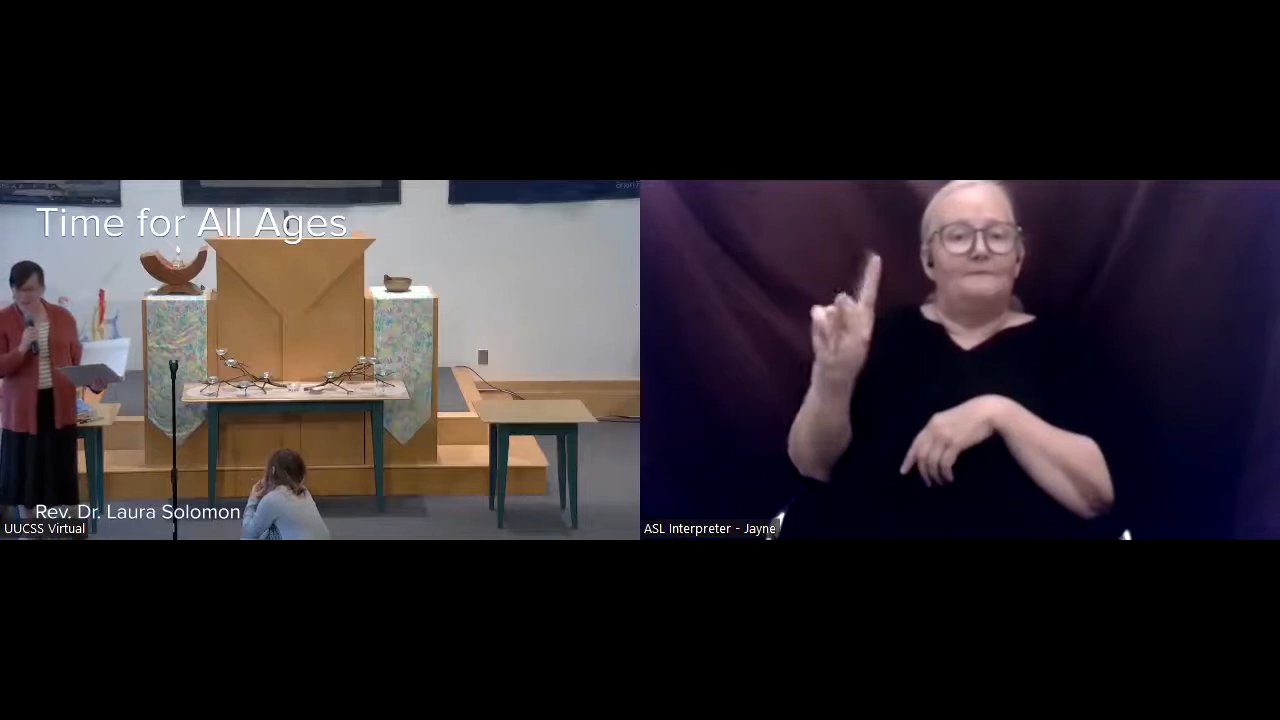 Time for All Ages
Rev. Dr. Laura Solomon
UUCSS Virtual
ASL Interpreter - Jayne